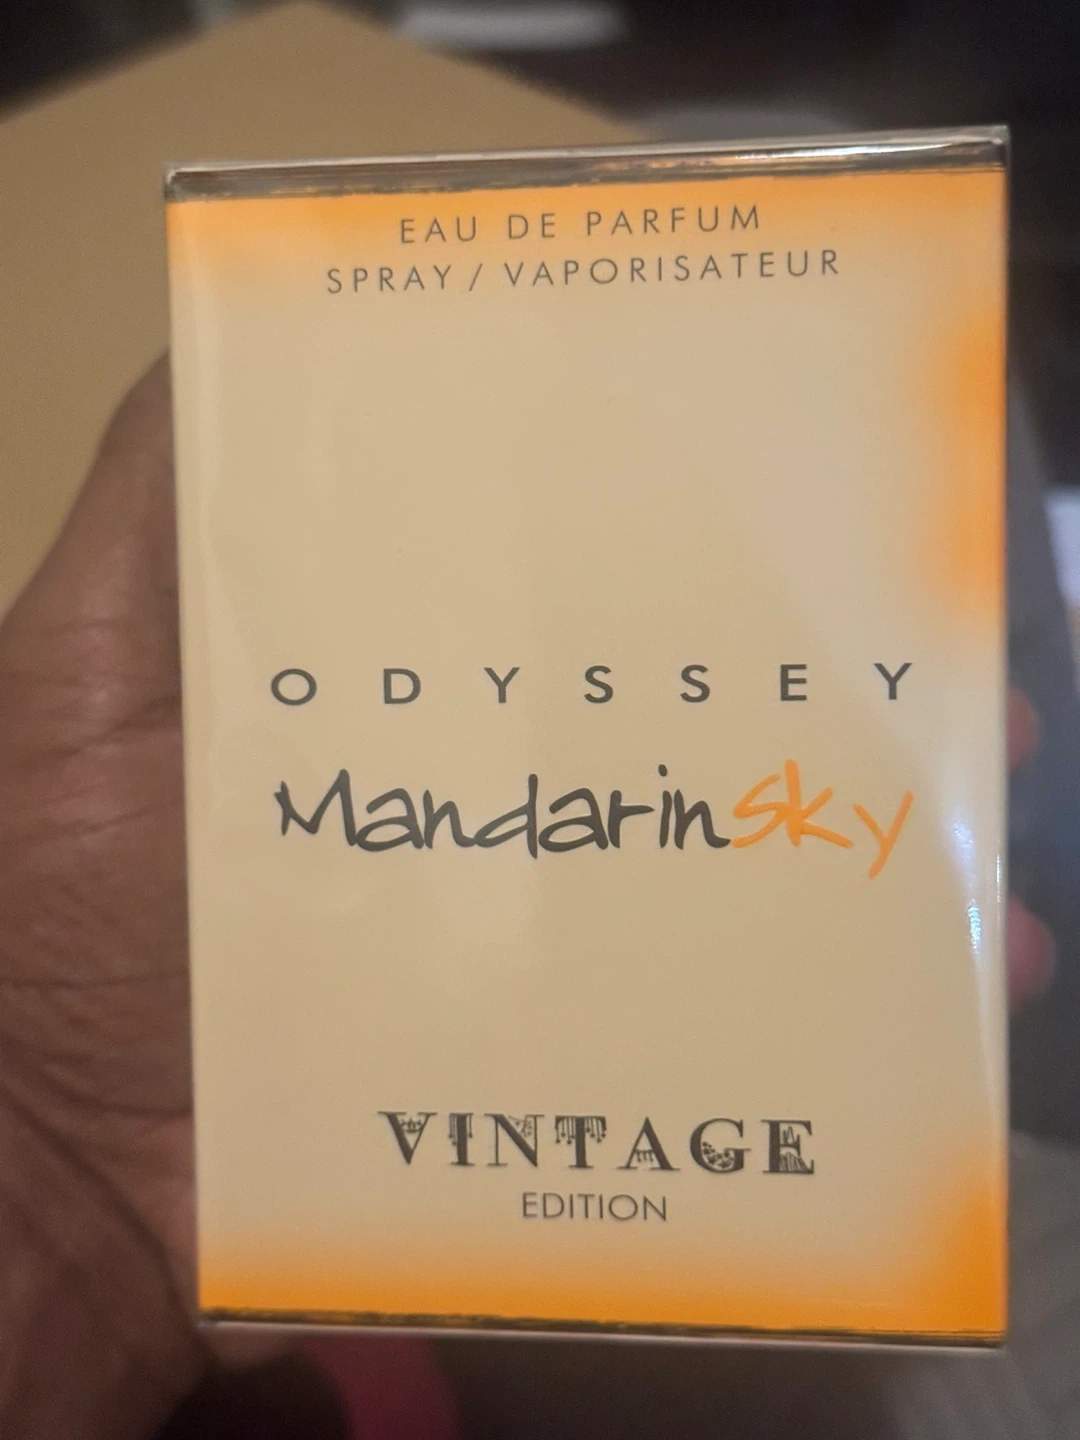 EAU DE PARFUM
SPRAY / VAPORISATEUR
ODYSSEY
Mandarinsky
VINTAGE
EDITION